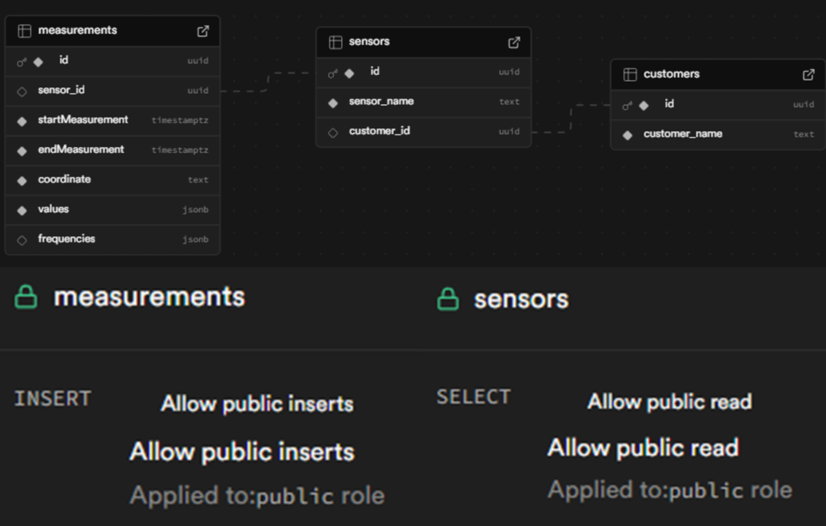 measurements
id uuid
sensor_id uuid
startMeasurement timestamptz
endMeasurement timestamptz
coordinate text
values jsonb
frequencies jsonb
sensors
id uuid
sensor_name text
customer_id uuid
customers
id uuid
customer_name text
measurements
INSERT Allow public inserts
Allow public inserts
Applied to:public role
sensors
SELECT Allow public read
Allow public read
Applied to:public role